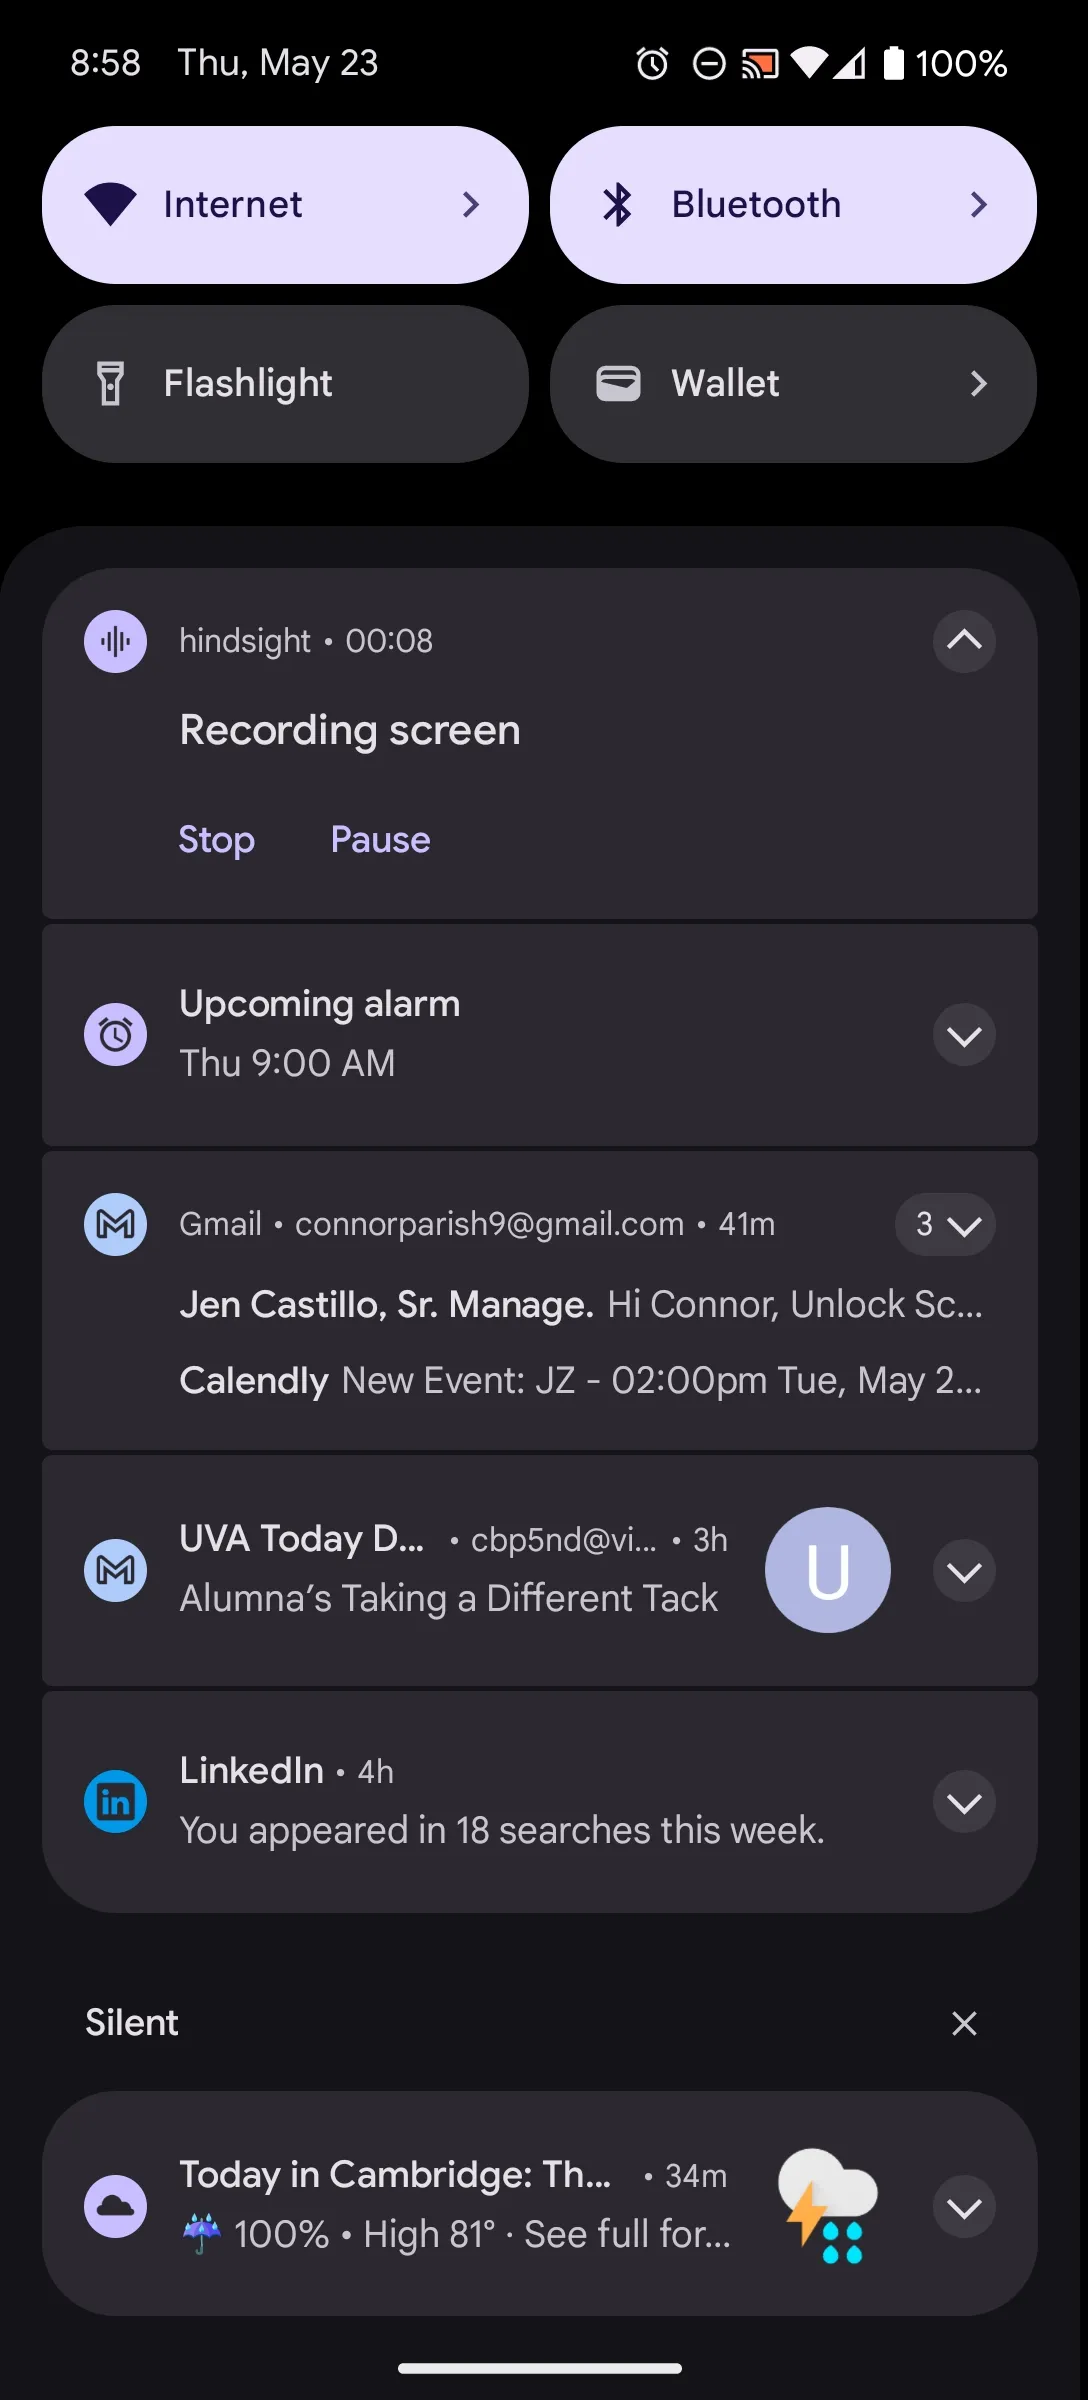 8:58 Thu, May 23 100%
Internet
Bluetooth
Flashlight
Wallet
hindsight • 00:08
Recording screen
Stop Pause
Upcoming alarm
Thu 9:00 AM
Gmail • connorparish9@gmail.com • 41m 3
Jen Castillo, Sr. Manage. Hi Connor, Unlock Sc...
Calendly New Event: JZ - 02:00pm Tue, May 2...
UVA Today D... • cbp5nd@vi... • 3h
U
Alumna’s Taking a Different Tack
LinkedIn • 4h
in
You appeared in 18 searches this week.
Silent
Today in Cambridge: Th... • 34m
☔ 100% • High 81° · See full for...